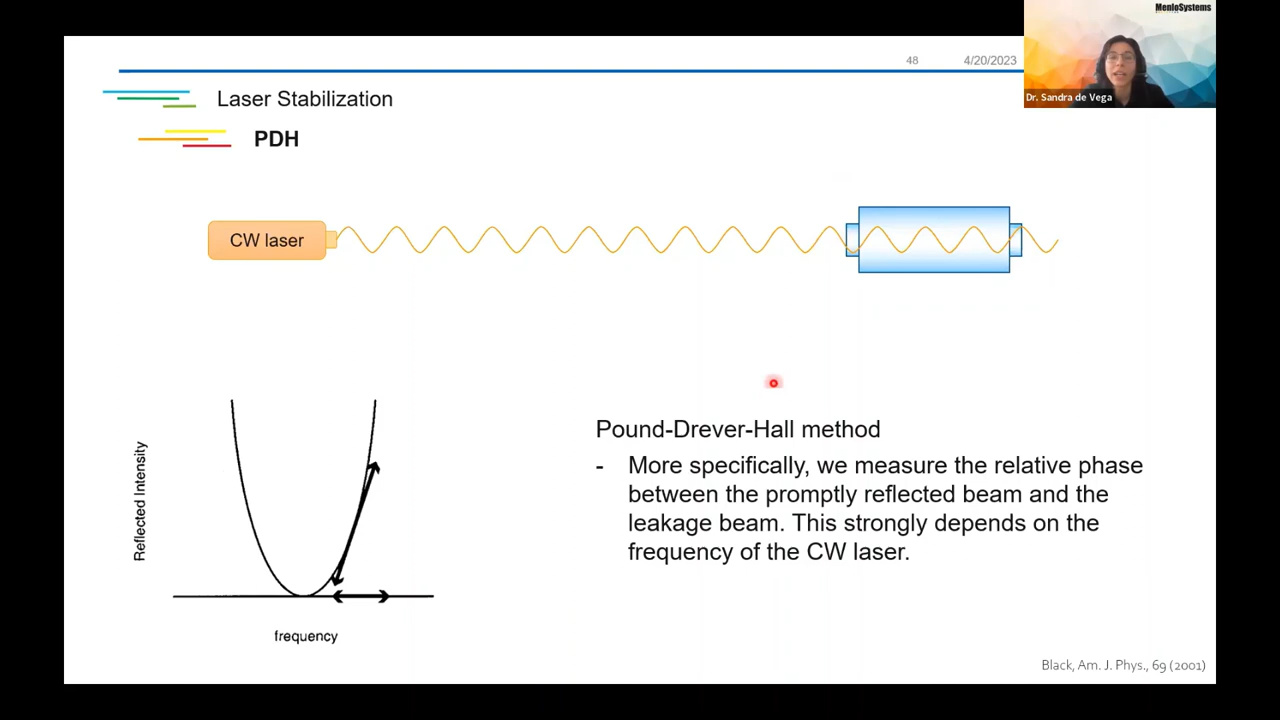 MenloSystems
48
4/20/2023
Dr. Sandra de Vega
Laser Stabilization
PDH
CW laser
Reflected Intensity
frequency
Pound-Drever-Hall method
- More specifically, we measure the relative phase
between the promptly reflected beam and the
leakage beam. This strongly depends on the
frequency of the CW laser.
Black, Am. J. Phys., 69 (2001)